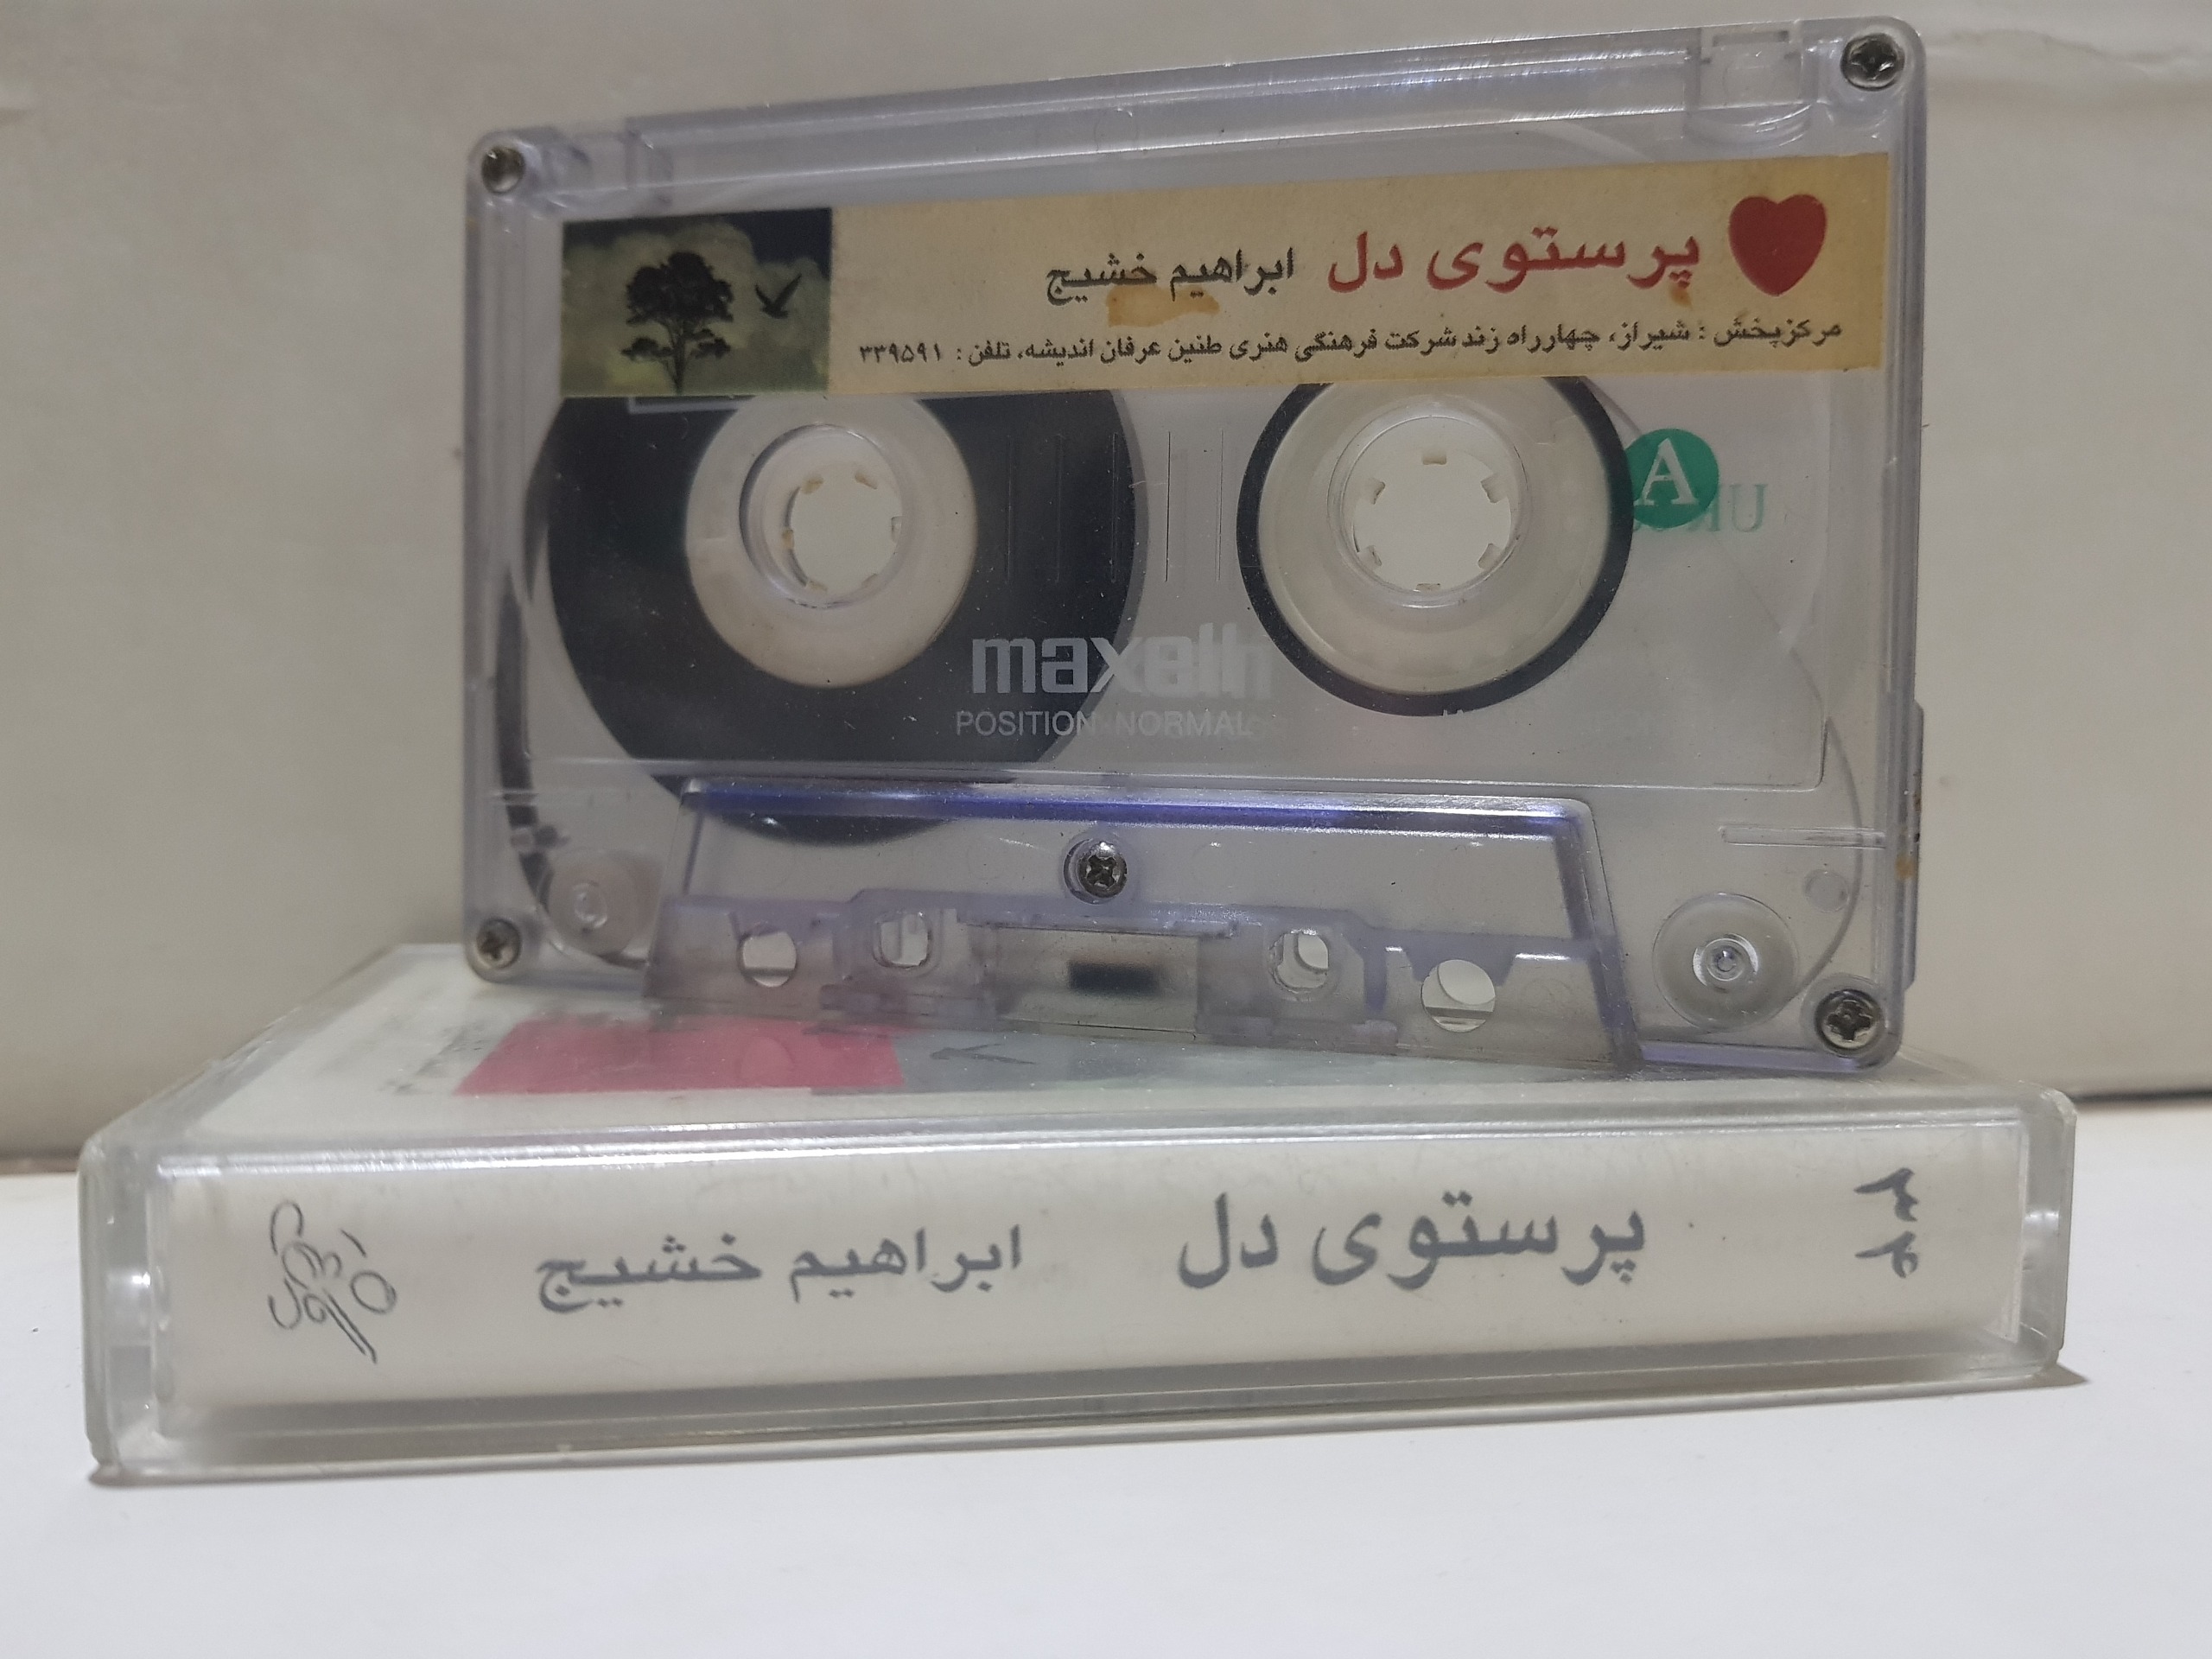 پرستوی دل ابراهیم خشیج
مرکزپخش : شیراز، چهارراه زند شرکت فرهنگی هنری طنین عرفان اندیشه، تلفن : ۳۳۹۵۹۱
A
maxell
POSITION NORMAL
۳۴
پرستوی دل ابراهیم خشیج